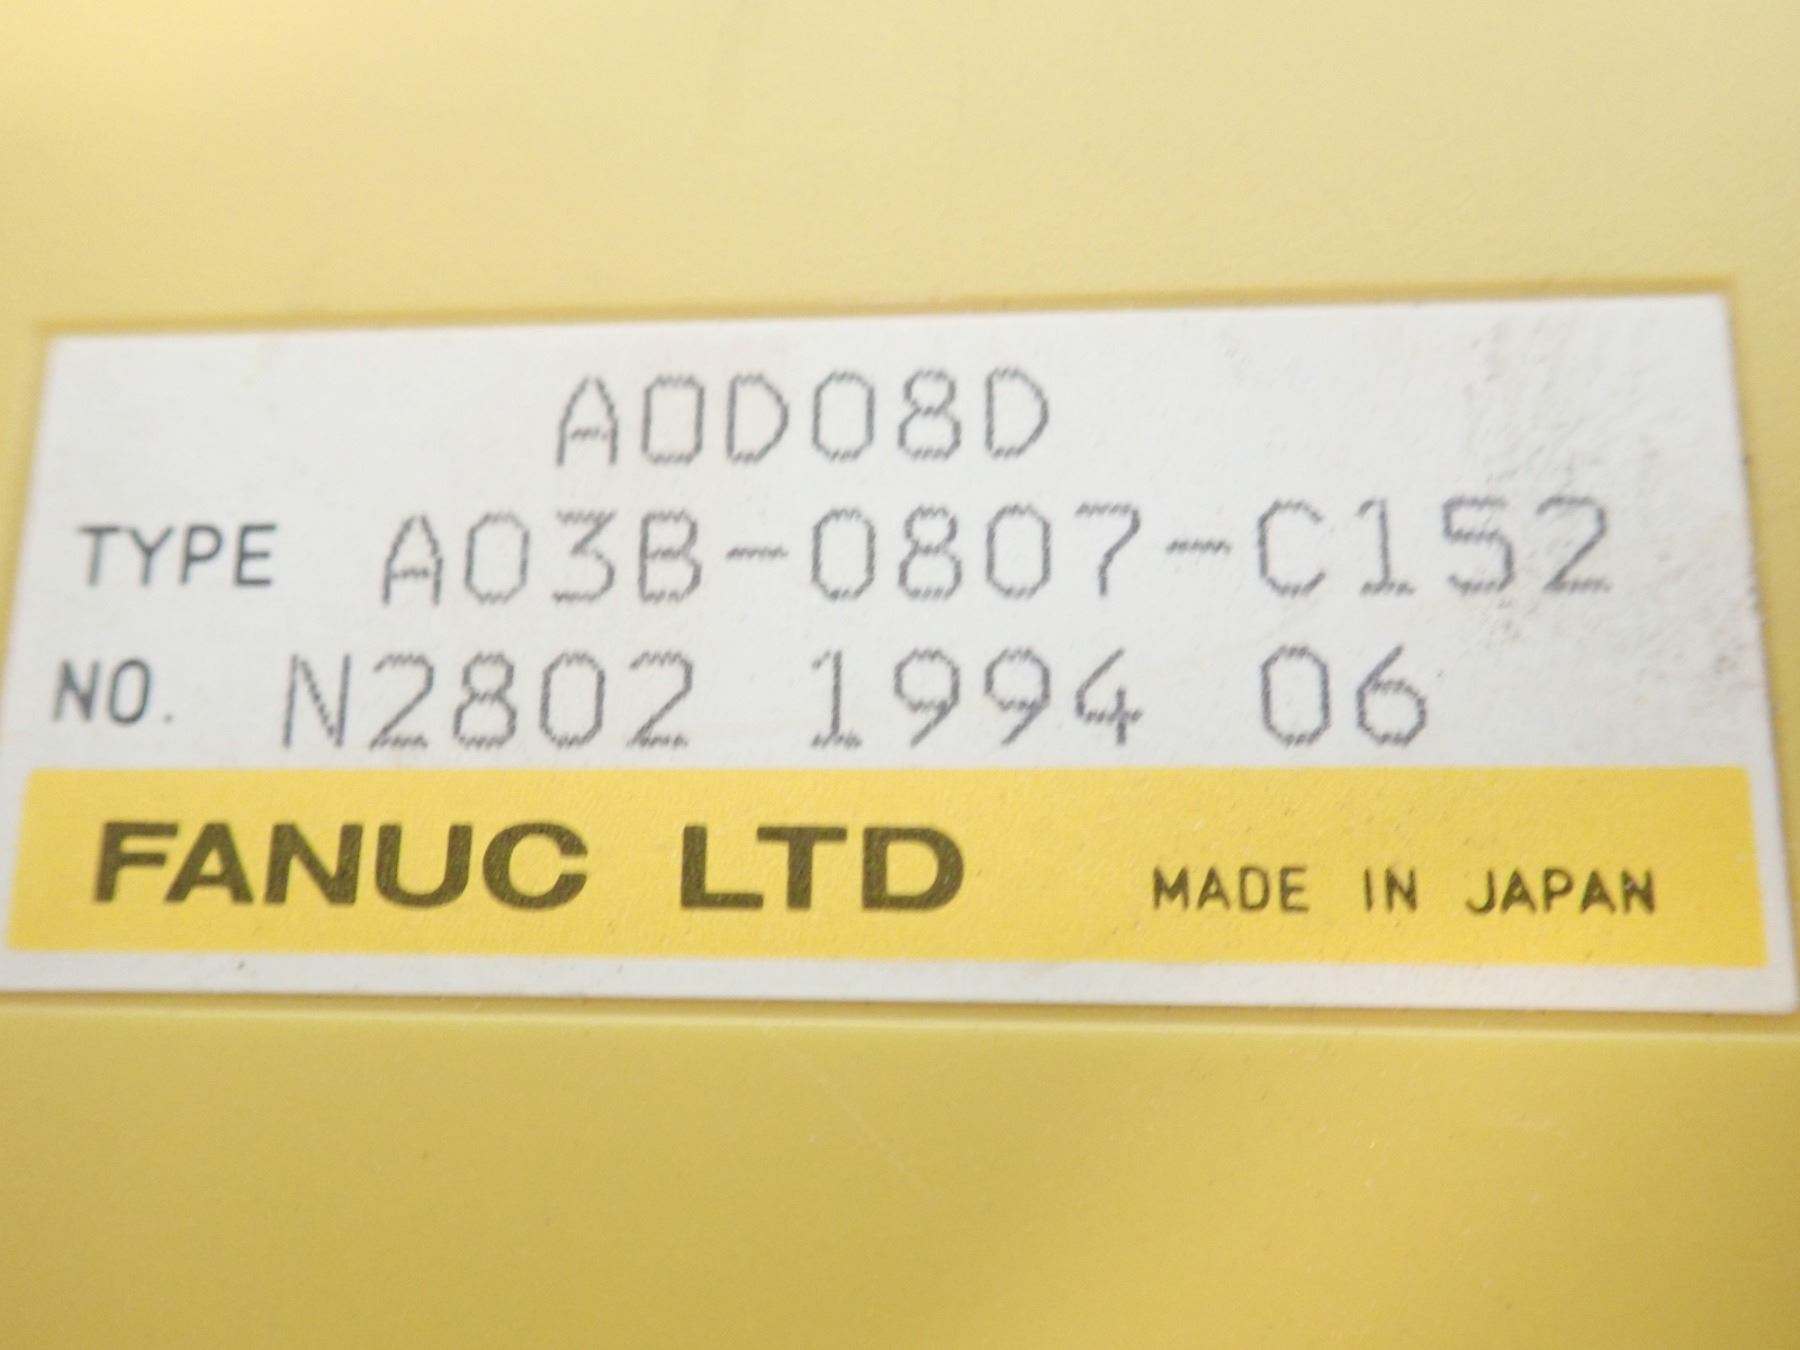 AOD08D
TYPE A03B-0807-C152
NO. N2802 1994 06
FANUC LTD MADE IN JAPAN